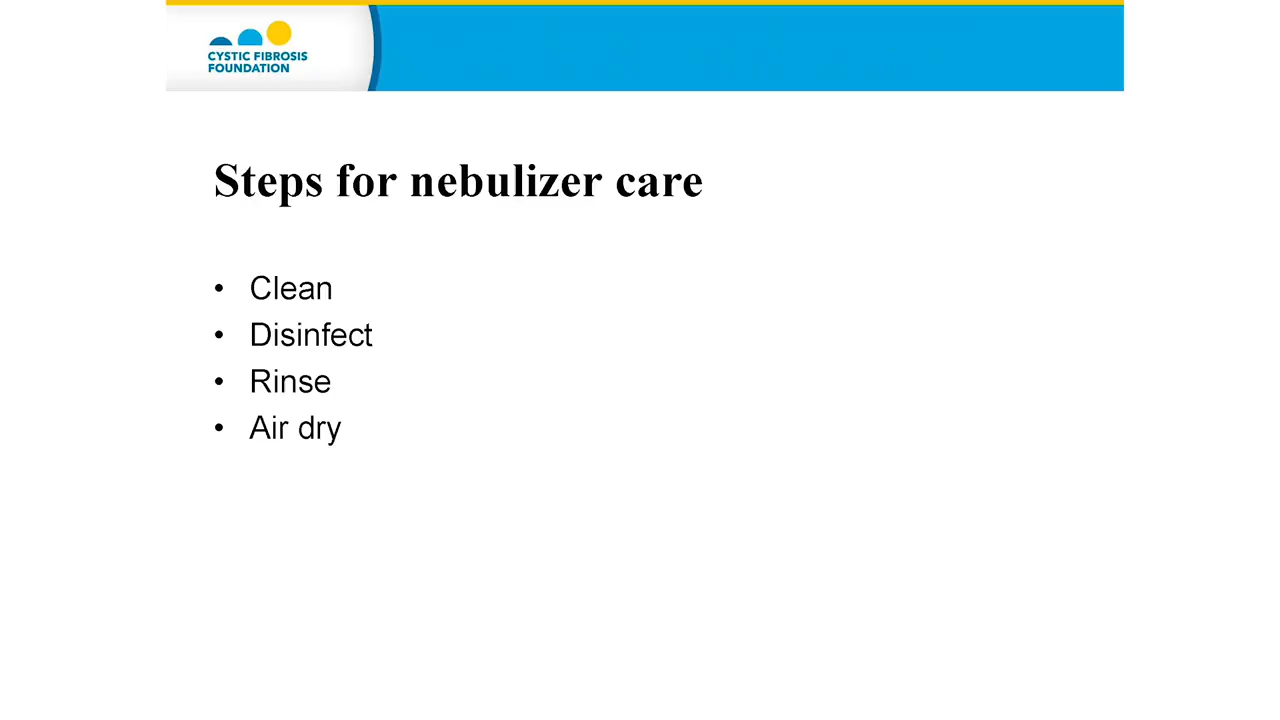 CYSTIC FIBROSIS
FOUNDATION
Steps for nebulizer care
• Clean
• Disinfect
• Rinse
• Air dry